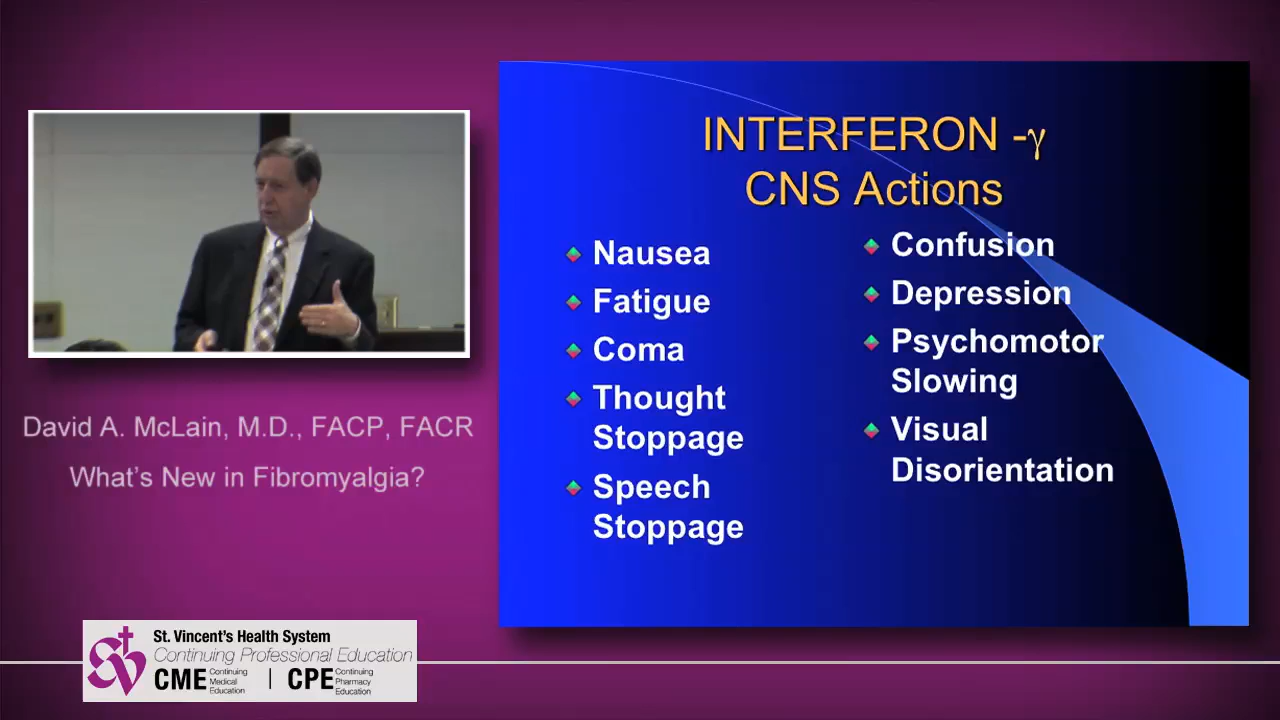 INTERFERON -γ
CNS Actions
Nausea
Fatigue
Coma
Thought
Stoppage
Speech
Stoppage
Confusion
Depression
Psychomotor
Slowing
Visual
Disorientation
David A. McLain, M.D., FACP, FACR
What's New in Fibromyalgia?
St. Vincent's Health System
Continuing Professional Education
CME Continuing Medical Education | CPE Continuing Pharmacy Education